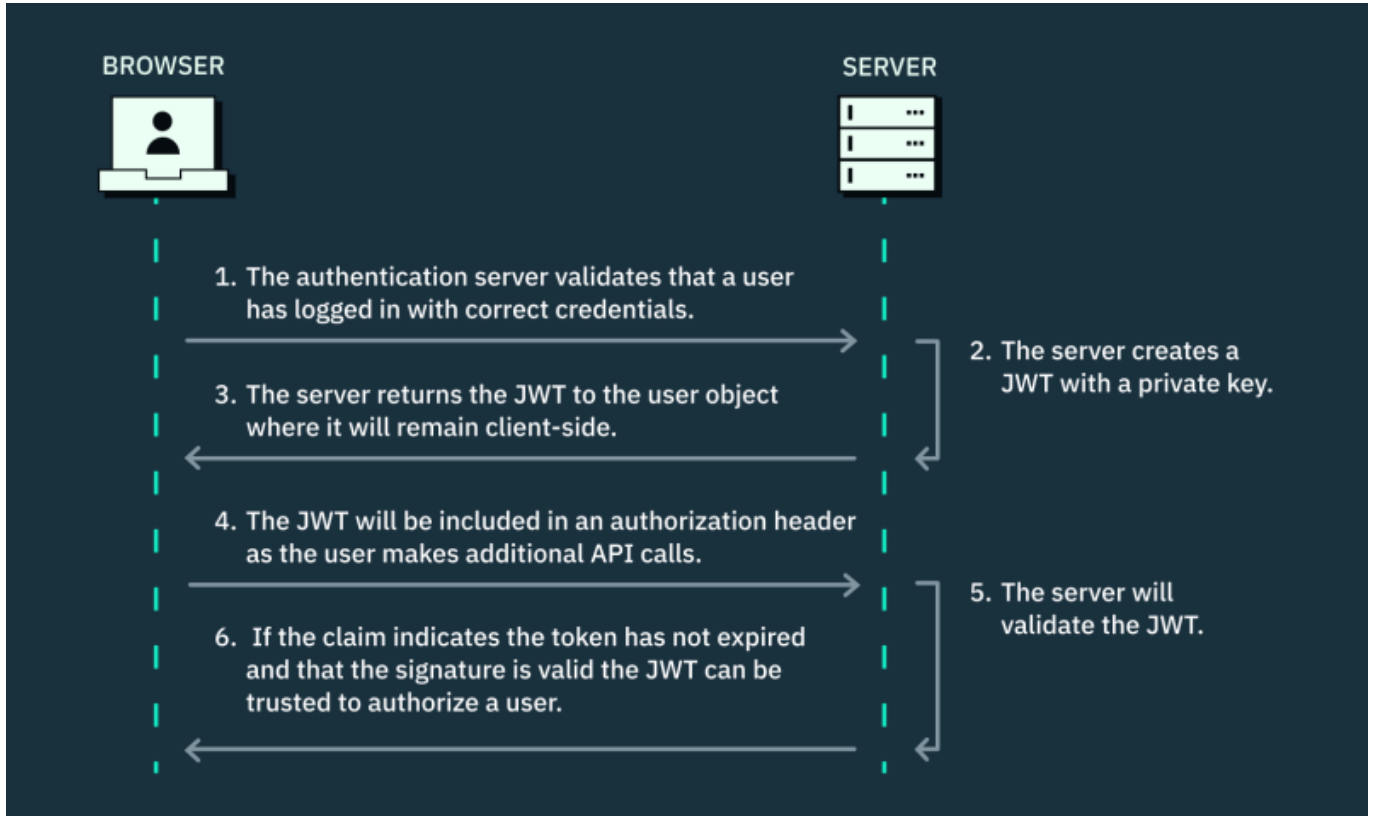 BROWSER
SERVER
1. The authentication server validates that a user
has logged in with correct credentials.
2. The server creates a
JWT with a private key.
3. The server returns the JWT to the user object
where it will remain client-side.
4. The JWT will be included in an authorization header
as the user makes additional API calls.
5. The server will
validate the JWT.
6. If the claim indicates the token has not expired
and that the signature is valid the JWT can be
trusted to authorize a user.